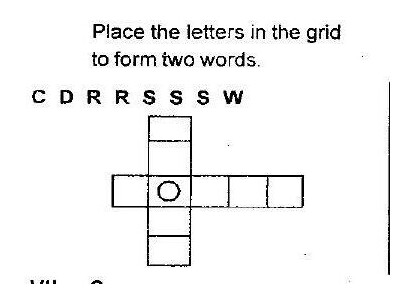 Place the letters in the grid
to form two words.
C D R R S S S W
O